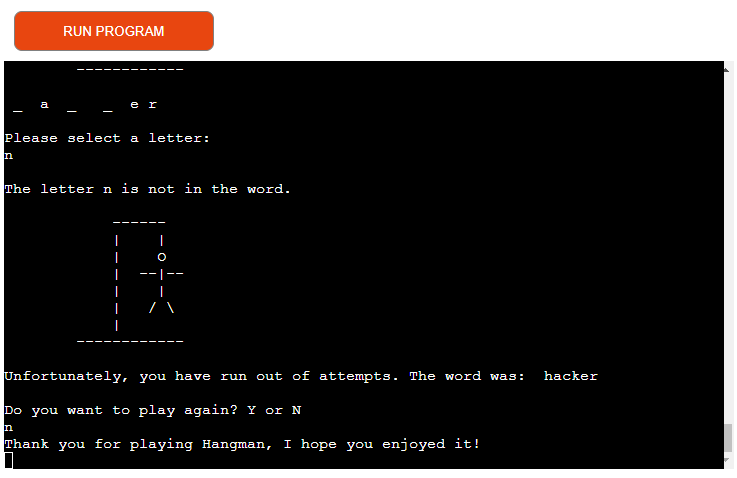 RUN PROGRAM
------------
_ a _ _ e r
Please select a letter:
n
The letter n is not in the word.
------
| |
| O
| --|--
| |
| / \
|
------------
Unfortunately, you have run out of attempts. The word was: hacker
Do you want to play again? Y or N
n
Thank you for playing Hangman, I hope you enjoyed it!